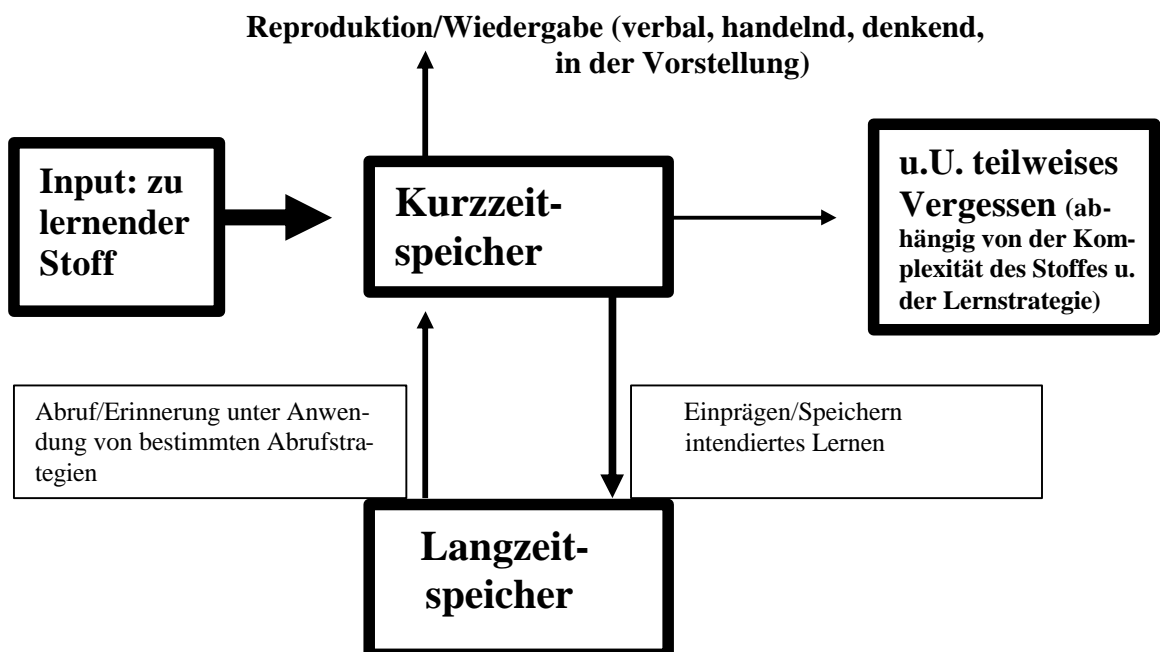 Reproduktion/Wiedergabe (verbal, handelnd, denkend,
in der Vorstellung)
Input: zu
lernender
Stoff
Kurzzeit-
speicher
u.U. teilweises
Vergessen (ab-
hängig von der Kom-
plexität des Stoffes u.
der Lernstrategie)
Abruf/Erinnerung unter Anwen-
dung von bestimmten Abrufstra-
tegien
Einprägen/Speichern
intendiertes Lernen
Langzeit-
speicher